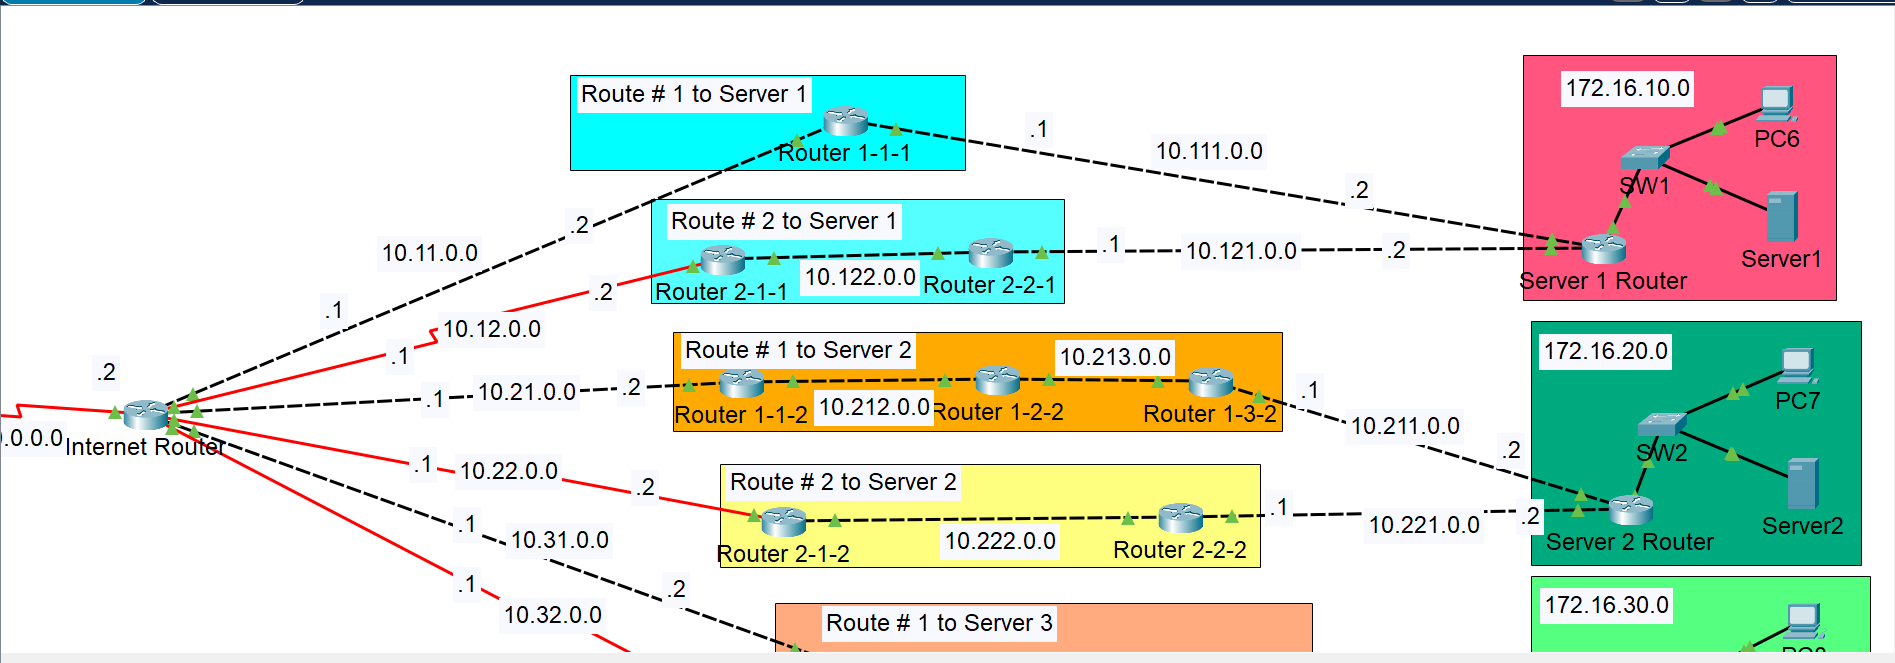 Route # 1 to Server 1
Router 1-1-1
.1
10.111.0.0
.2
172.16.10.0
PC6
SW1
Server1
Server 1 Router
.2
10.11.0.0
.1
Route # 2 to Server 1
Router 2-1-1
10.122.0.0
Router 2-2-1
.1
10.121.0.0
.2
.2
10.12.0.0
.1
.2
Route # 1 to Server 2
10.213.0.0
Router 1-1-2
10.212.0.0
Router 1-2-2
Router 1-3-2
.1
10.211.0.0
.2
172.16.20.0
PC7
SW2
Server2
Server 2 Router
.1
10.21.0.0
.2
.0.0.0
Internet Router
.1
10.22.0.0
.2
Route # 2 to Server 2
Router 2-1-2
10.222.0.0
Router 2-2-2
.1
10.221.0.0
.2
.1
10.31.0.0
.2
.1
10.32.0.0
Route # 1 to Server 3
172.16.30.0